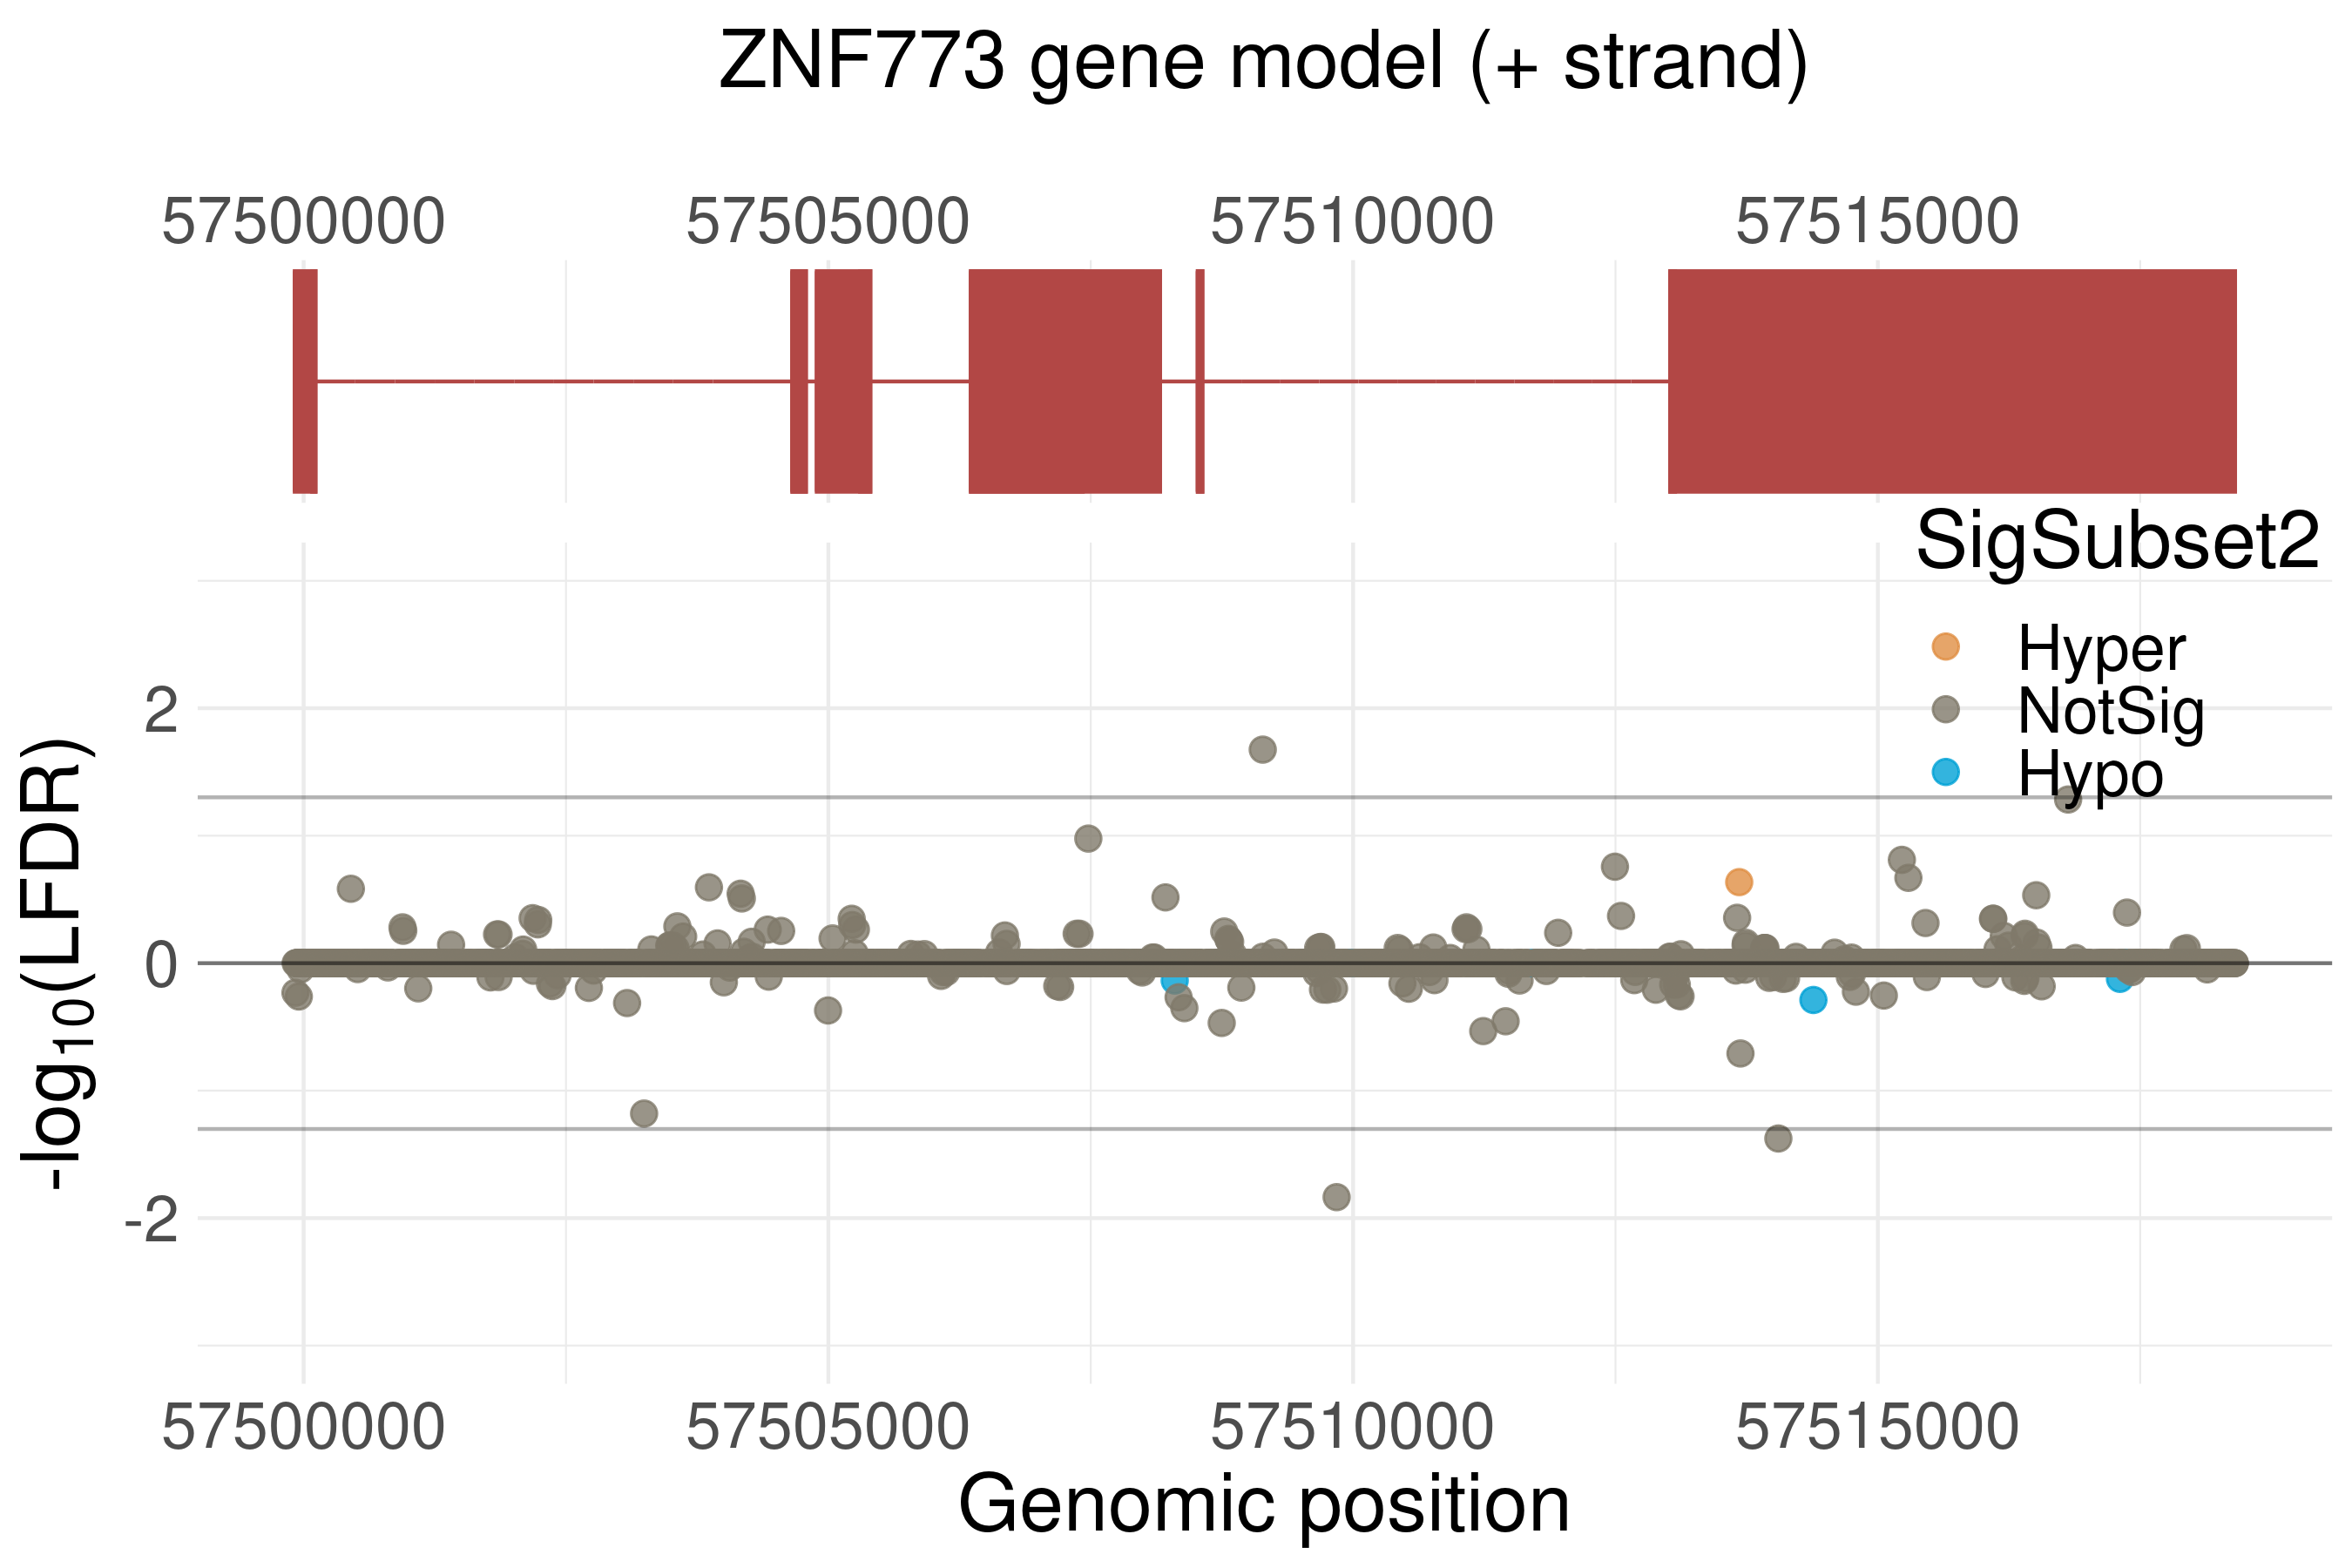 ZNF773 gene model (+ strand)
57500000 57505000 57510000 57515000
SigSubset2
Hyper
NotSig
Hypo
2
0
-2
-log10(LFDR)
57500000 57505000 57510000 57515000
Genomic position